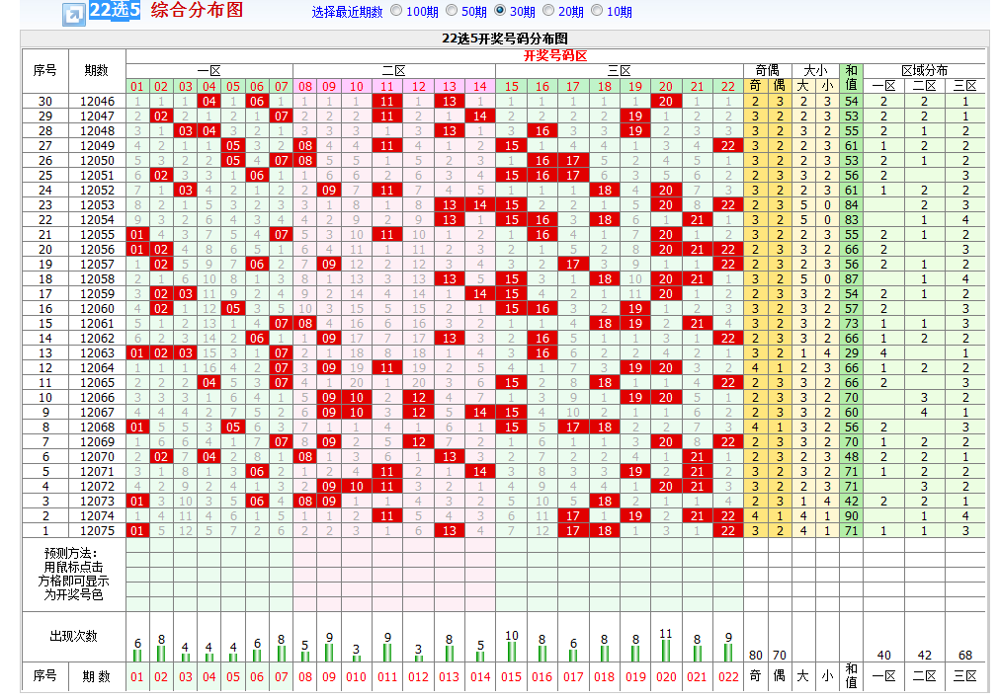 22选5 综合分布图 选择最近期数 100期 50期 30期 20期 10期
22选5开奖号码分布图
开奖号码区
序号 期数 一区 二区 三区 奇偶 大小 和值 区域分布
01 02 03 04 05 06 07 08 09 10 11 12 13 14 15 16 17 18 19 20 21 22 奇 偶 大 小 一区 二区 三区
30 12046 1 1 1 04 1 06 1 1 1 1 11 1 13 1 1 1 1 1 1 20 1 1 2 3 2 3 54 2 2 1
29 12047 2 02 2 1 2 1 07 2 2 2 11 2 1 14 2 2 2 2 19 1 2 2 3 2 2 3 53 2 2 1
28 12048 3 1 03 04 3 2 1 3 3 3 1 3 13 1 3 16 3 3 19 2 3 3 3 2 3 2 55 2 1 2
27 12049 4 2 1 1 05 3 2 08 4 4 11 4 1 2 15 1 4 4 1 3 4 22 3 2 2 3 61 1 2 2
26 12050 5 3 2 2 05 4 07 08 5 5 1 5 2 3 1 16 17 5 2 4 5 1 3 2 2 3 53 2 1 2
25 12051 6 02 3 3 1 06 1 1 6 6 2 6 3 4 15 16 17 6 3 5 6 2 2 3 3 2 56 2 3
24 12052 7 1 03 4 2 1 2 2 09 7 11 7 4 5 1 1 1 18 4 20 7 3 3 2 2 3 61 1 2 2
23 12053 8 2 1 5 3 2 3 3 1 8 1 8 13 14 15 2 2 1 5 20 8 22 2 3 5 0 84 2 3
22 12054 9 3 2 6 4 3 4 4 2 9 2 9 13 1 15 16 3 18 6 1 21 1 3 2 5 0 83 1 4
21 12055 01 4 3 7 5 4 07 5 3 10 11 10 1 2 1 16 4 1 7 20 1 2 3 2 2 3 55 2 1 2
20 12056 01 02 4 8 6 5 1 6 4 11 1 11 2 3 2 1 5 2 8 20 21 22 2 3 3 2 66 2 3
19 12057 1 02 5 9 7 06 2 7 09 12 2 12 3 4 3 2 17 3 9 1 1 22 2 3 2 3 56 2 1 2
18 12058 2 1 6 10 8 1 3 8 1 13 3 13 13 5 15 3 1 18 10 20 21 1 3 2 5 0 87 1 4
17 12059 3 02 03 11 9 2 4 9 2 14 4 14 1 14 15 4 2 1 11 20 1 2 2 3 3 2 54 2 1 2
16 12060 4 02 1 12 05 3 5 10 3 15 5 15 2 1 15 16 3 2 19 1 2 3 3 2 3 2 57 2 3
15 12061 5 1 2 13 1 4 07 08 4 16 6 16 3 2 1 1 4 18 19 2 21 4 3 2 3 2 73 1 1 3
14 12062 6 2 3 14 2 06 1 1 09 17 7 17 13 3 2 16 5 1 1 3 1 22 2 3 3 2 66 1 2 2
13 12063 01 02 03 15 3 1 07 2 1 18 8 18 1 4 3 16 6 2 2 4 2 1 3 2 1 4 29 4 1
12 12064 1 1 1 16 4 2 07 3 09 19 11 19 2 5 4 1 7 3 19 20 3 2 4 1 2 3 66 1 2 2
11 12065 2 2 2 04 5 3 07 4 1 20 1 20 3 6 15 2 8 18 1 1 4 22 2 3 3 2 66 2 3
10 12066 3 3 3 1 6 4 1 5 09 10 2 12 4 7 1 3 9 1 19 20 5 1 2 3 3 2 70 3 2
9 12067 4 4 4 2 7 5 2 6 09 10 3 12 5 14 15 4 10 2 1 1 6 2 2 3 3 2 60 4 1
8 12068 01 5 5 3 05 6 3 7 1 1 4 1 6 1 15 5 17 18 2 2 7 3 4 1 3 2 56 2 3
7 12069 1 6 6 4 1 7 07 8 09 2 5 12 7 2 1 6 1 1 3 20 8 22 2 3 3 2 70 1 2 2
6 12070 2 02 7 04 2 8 1 08 1 3 6 1 13 3 2 7 2 2 4 1 21 1 2 3 2 3 48 2 2 1
5 12071 3 1 8 1 3 06 2 1 2 4 11 2 1 14 3 8 3 3 19 2 21 2 3 2 3 2 71 1 2 2
4 12072 4 2 9 2 4 1 3 2 09 10 11 3 2 1 4 9 4 4 1 20 21 3 3 2 2 3 71 3 2
3 12073 01 3 10 3 5 06 4 08 09 1 1 4 3 2 5 10 5 18 2 1 1 4 2 3 1 4 42 2 2 1
2 12074 1 4 11 4 6 1 5 1 1 2 11 5 4 3 6 11 17 1 19 2 21 22 4 1 4 1 90 1 4
1 12075 01 5 12 5 7 2 6 2 2 3 1 6 13 4 7 12 17 18 1 3 1 22 3 2 4 1 71 1 1 3
预测方法：
用鼠标点击
方格即可显示
为开奖号色
出现次数 6 8 4 4 4 6 8 5 9 3 9 3 8 5 10 8 6 8 8 11 8 9 80 70 40 42 68
序号 期 数 01 02 03 04 05 06 07 08 09 010 011 012 013 014 015 016 017 018 019 020 021 022 奇 偶 大 小 和值 一区 二区 三区